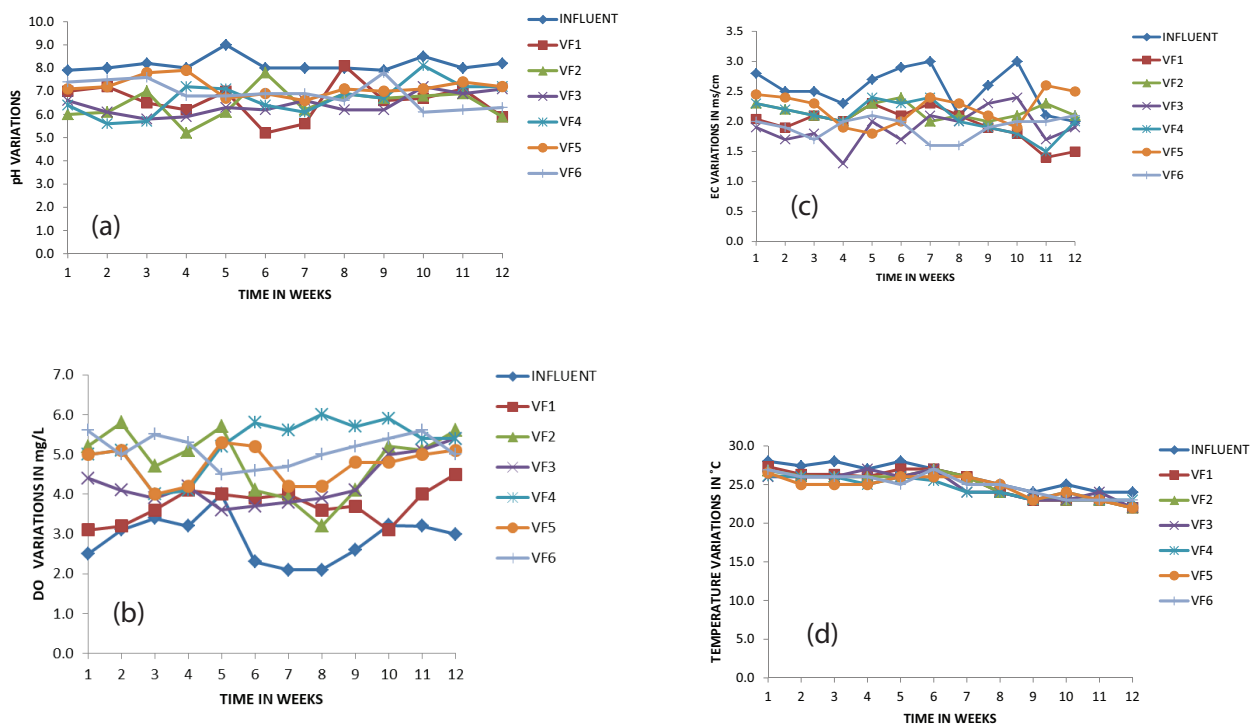 pH VARIATIONS
10.0
9.0
8.0
7.0
6.0
5.0
4.0
3.0
2.0
1.0
0.0
1 2 3 4 5 6 7 8 9 10 11 12
TIME IN WEEKS
(a)
INFLUENT
VF1
VF2
VF3
VF4
VF5
VF6
EC VARIATIONS IN ms/cm
3.5
3.0
2.5
2.0
1.5
1.0
0.5
0.0
1 2 3 4 5 6 7 8 9 10 11 12
TIME IN WEEKS
(c)
INFLUENT
VF1
VF2
VF3
VF4
VF5
VF6
DO VARIATIONS IN mg/L
7.0
6.0
5.0
4.0
3.0
2.0
1.0
0.0
1 2 3 4 5 6 7 8 9 10 11 12
TIME IN WEEKS
(b)
INFLUENT
VF1
VF2
VF3
VF4
VF5
VF6
TEMPERATURE VARIATIONS IN ˚C
30.0
25.0
20.0
15.0
10.0
5.0
0.0
1 2 3 4 5 6 7 8 9 10 11 12
TIME IN WEEKS
(d)
INFLUENT
VF1
VF2
VF3
VF4
VF5
VF6